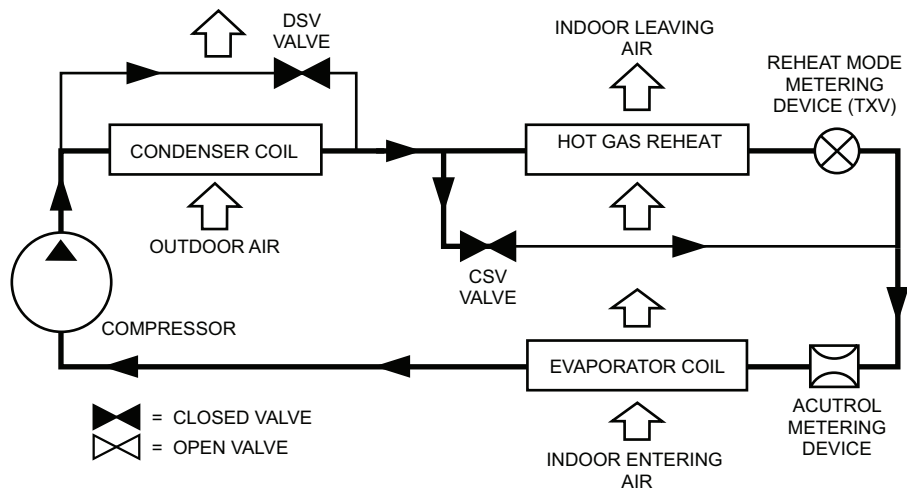 DSV
VALVE
INDOOR LEAVING
AIR
REHEAT MODE
METERING
DEVICE (TXV)
CONDENSER COIL
HOT GAS REHEAT
OUTDOOR AIR
CSV
VALVE
COMPRESSOR
EVAPORATOR COIL
= CLOSED VALVE
= OPEN VALVE
INDOOR ENTERING
AIR
ACUTROL
METERING
DEVICE